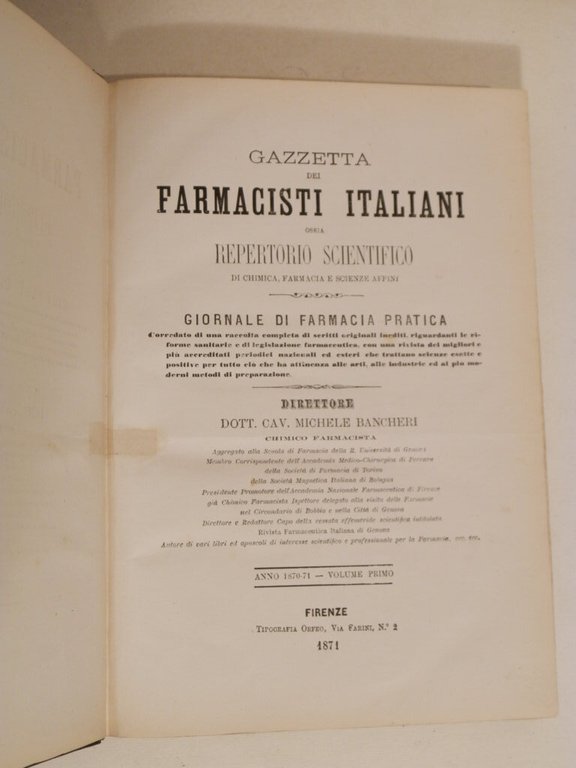 GAZZETTA
DEI
FARMACISTI ITALIANI
OSSIA
REPERTORIO SCIENTIFICO
DI CHIMICA, FARMACIA E SCIENZE AFFINI
GIORNALE DI FARMACIA PRATICA
Corredato di una raccolta completa di scritti originali inediti, riguardanti le ri-
forme sanitarie e di legislazione farmaceutica, con una rivista dei migliori e
più accreditati periodici nazionali ed esteri che trattano scienze esatte e
positive per tutto ciò che ha attinenza alle arti, alle industrie ed ai più mo-
derni metodi di preparazione.
DIRETTORE
DOTT. CAV. MICHELE BANCHERI
CHIMICO FARMACISTA
Aggregato alla Scuola di Farmacia della R. Università di Genova
Membro Corrispondente dell'Accademia Medico-Chirurgica di Ferrara
della Società di Farmacia di Torino
della Società Magnetica Italiana di Bologna
Presidente Promotore dell'Accademia Nazionale Farmaceutica di Firenze
già Chimico Farmacista Ispettore delegato alla visita delle Farmacie
nel Circondario di Bobbio e nella Città di Genova
Direttore e Redattore Capo della cessata effemeride scientifica intitolata
Rivista Farmaceutica Italiana di Genova
Autore di vari libri ed opuscoli di interesse scientifico e professionale per la Farmacia, ecc. ecc.
ANNO 1870-71 — VOLUME PRIMO
FIRENZE
TIPOGRAFIA ORFEO, VIA FARINI, N.° 2
1871